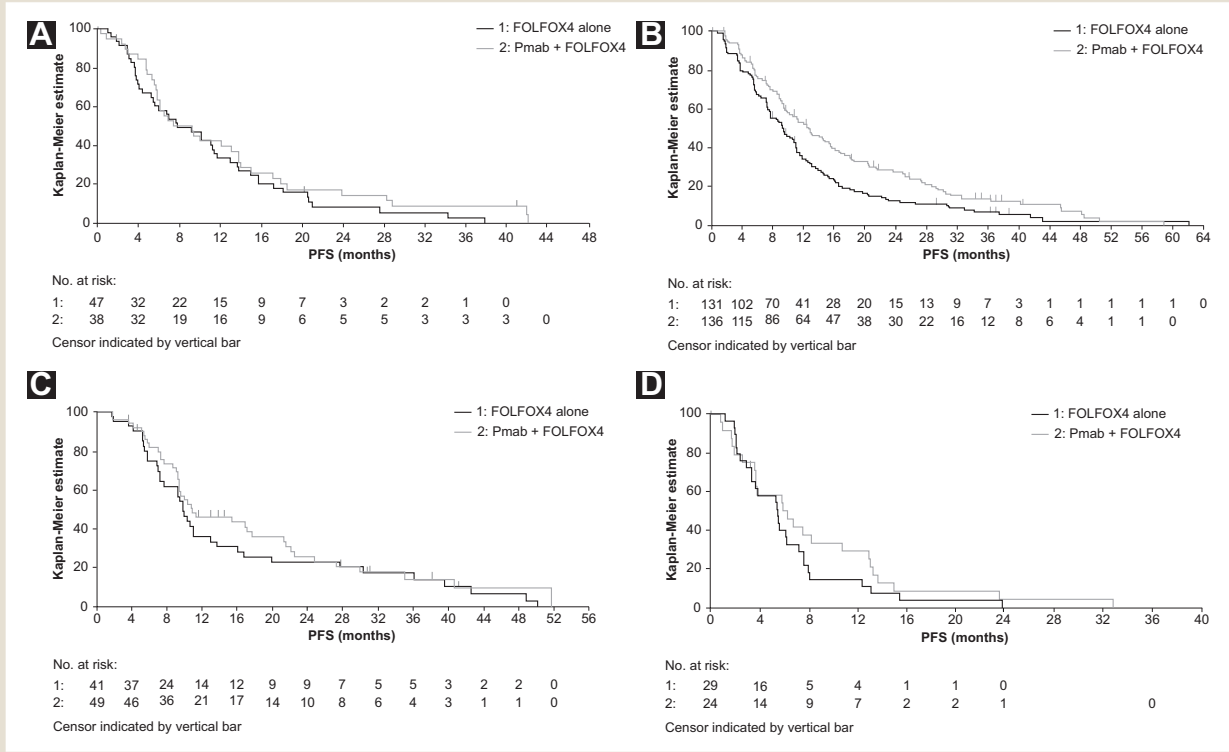 A
100
80
60
40
20
0
Kaplan-Meier estimate
1: FOLFOX4 alone
2: Pmab + FOLFOX4
0 4 8 12 16 20 24 28 32 36 42 44 48
PFS (months)
No. at risk:
1: 47 32 22 15 9 7 3 2 2 1 0
2: 38 32 19 16 9 6 5 5 3 3 3 0
Censor indicated by vertical bar
B
100
80
60
40
20
0
Kaplan-Meier estimate
1: FOLFOX4 alone
2: Pmab + FOLFOX4
0 4 8 12 16 20 24 28 32 36 40 44 48 52 60 64
PFS (months)
No. at risk:
1: 131 102 70 41 28 20 15 13 9 7 3 1 1 1 1 1 0
2: 136 115 86 64 47 38 30 22 16 12 8 6 4 1 1 0
Censor indicated by vertical bar
C
100
80
60
40
20
0
Kaplan-Meier estimate
1: FOLFOX4 alone
2: Pmab + FOLFOX4
0 4 8 12 16 20 24 28 32 36 40 44 48 52 56
PFS (months)
No. at risk:
1: 41 37 24 14 12 9 9 7 5 5 3 2 2 0
2: 49 46 36 21 17 14 10 8 6 4 3 1 1 0
Censor indicated by vertical bar
D
100
80
60
40
20
0
Kaplan-Meier estimate
1: FOLFOX4 alone
2: Pmab + FOLFOX4
0 4 8 12 16 20 24 28 32 36 40
PFS (months)
No. at risk:
1: 29 16 5 4 1 1 0
2: 24 14 9 7 2 2 1 0
Censor indicated by vertical bar